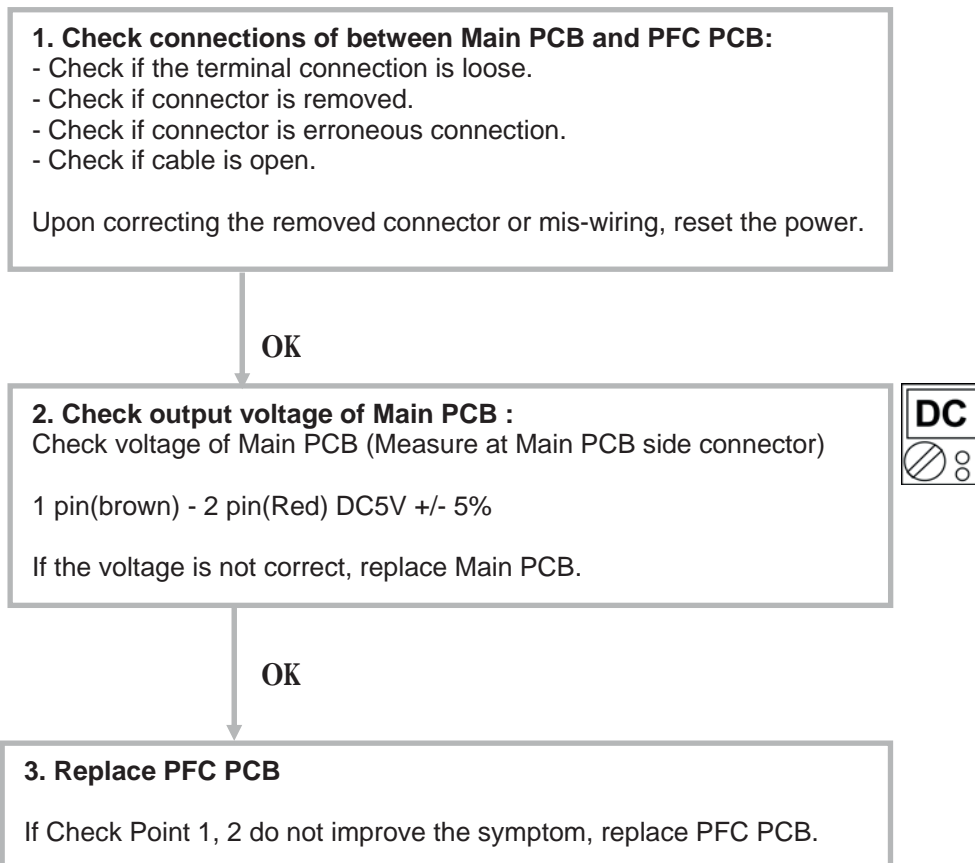 1. Check connections of between Main PCB and PFC PCB:
- Check if the terminal connection is loose.
- Check if connector is removed.
- Check if connector is erroneous connection.
- Check if cable is open.
Upon correcting the removed connector or mis-wiring, reset the power.
OK
2. Check output voltage of Main PCB :
Check voltage of Main PCB (Measure at Main PCB side connector)
1 pin(brown) - 2 pin(Red) DC5V +/- 5%
If the voltage is not correct, replace Main PCB.
DC
OK
3. Replace PFC PCB
If Check Point 1, 2 do not improve the symptom, replace PFC PCB.